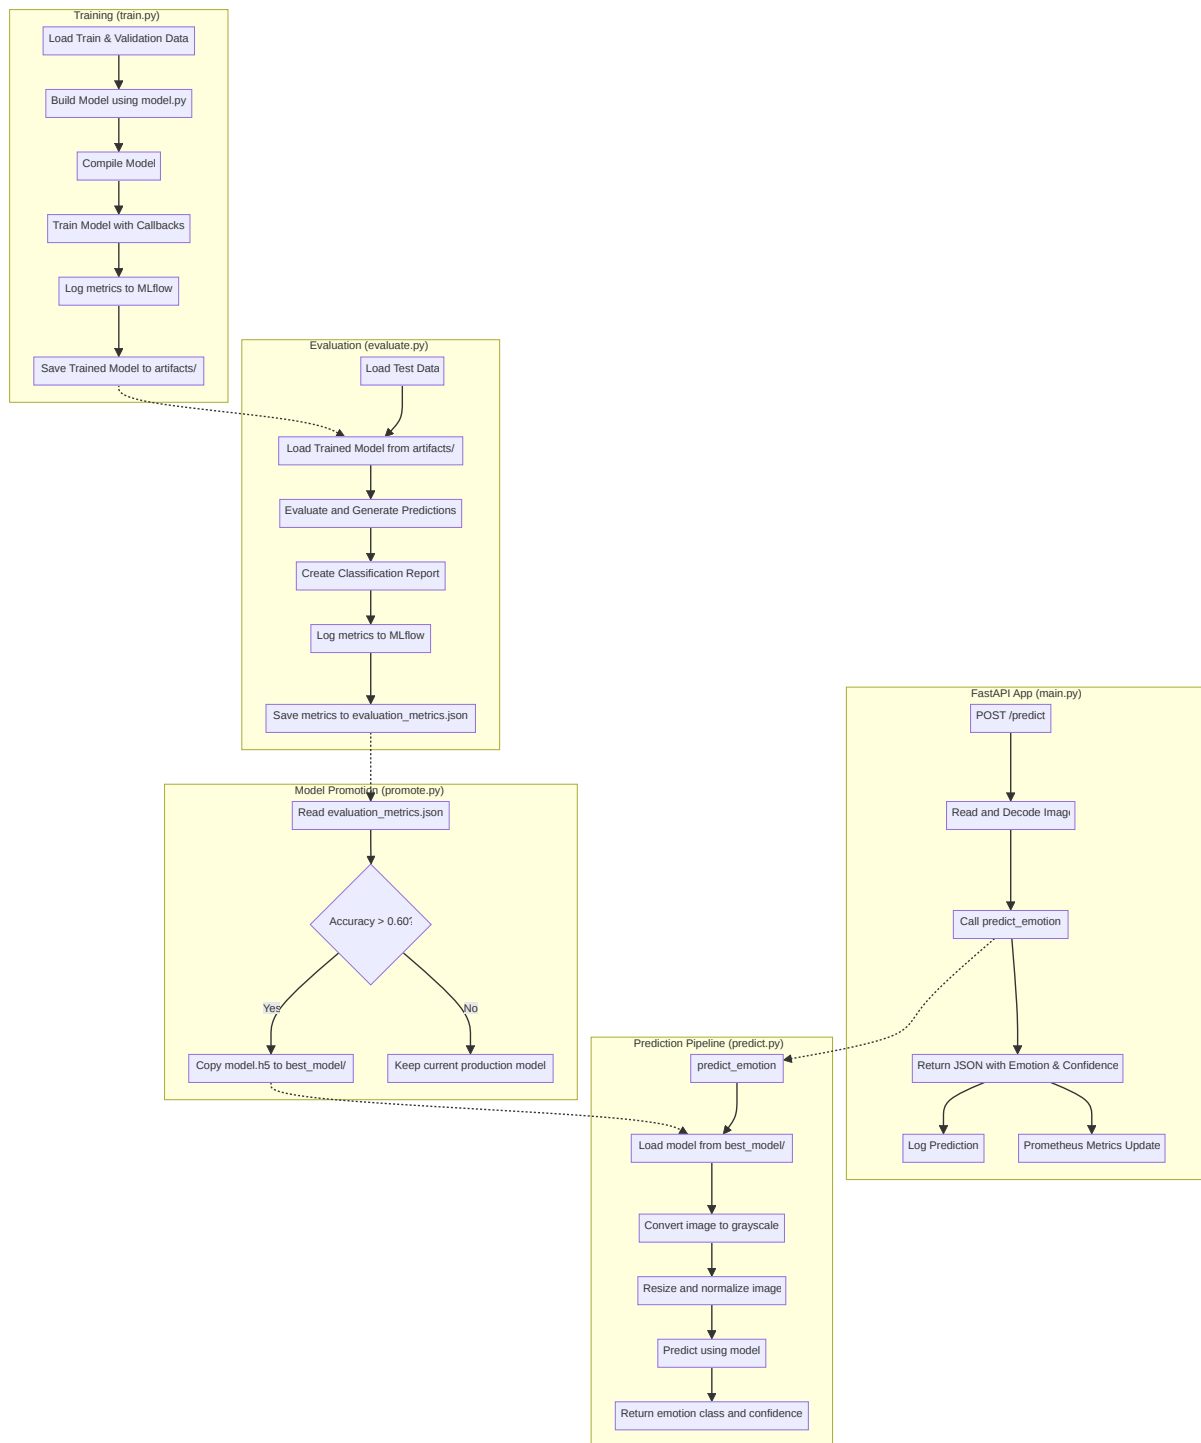 Training (train.py)
Load Train & Validation Data
Build Model using model.py
Compile Model
Train Model with Callbacks
Log metrics to MLflow
Save Trained Model to artifacts/
Evaluation (evaluate.py)
Load Test Data
Load Trained Model from artifacts/
Evaluate and Generate Predictions
Create Classification Report
Log metrics to MLflow
Save metrics to evaluation_metrics.json
Model Promotion (promote.py)
Read evaluation_metrics.json
Accuracy > 0.60?
Yes
No
Copy model.h5 to best_model/
Keep current production model
FastAPI App (main.py)
POST /predict
Read and Decode Image
Call predict_emotion
Return JSON with Emotion & Confidence
Log Prediction
Prometheus Metrics Update
Prediction Pipeline (predict.py)
predict_emotion
Load model from best_model/
Convert image to grayscale
Resize and normalize image
Predict using model
Return emotion class and confidence